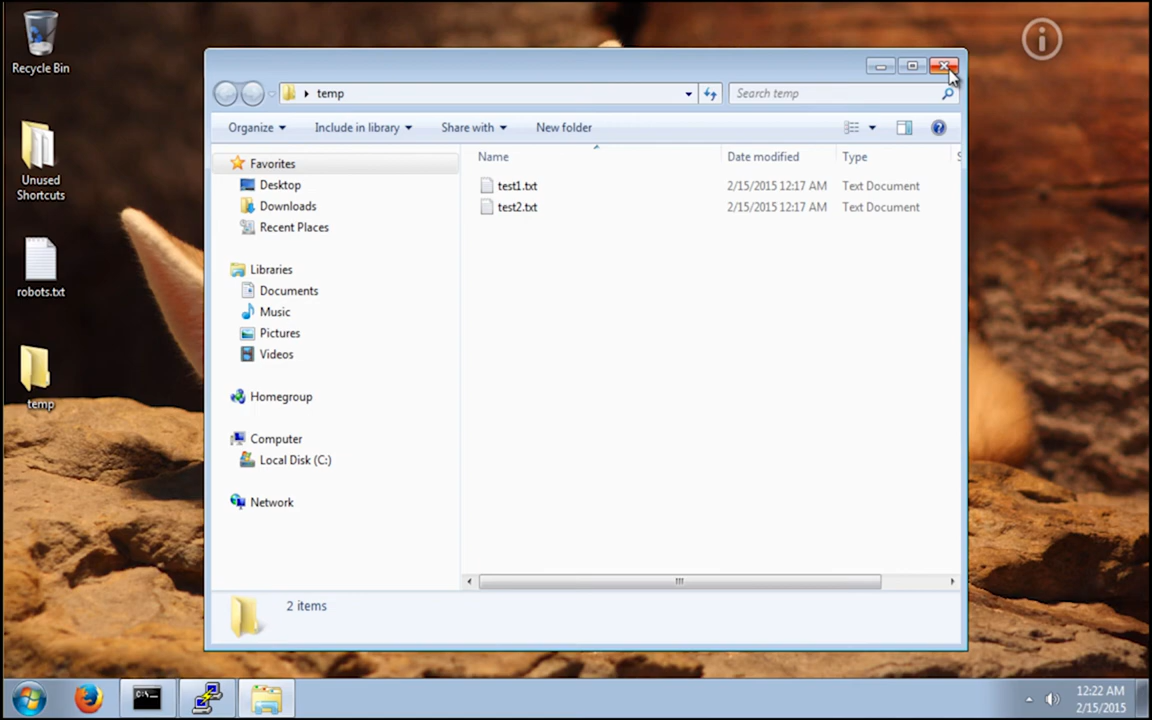 Recycle Bin
Unused
Shortcuts
robots.txt
temp
temp
Search temp
Organize
Include in library
Share with
New folder
Name
Date modified
Type
test1.txt
2/15/2015 12:17 AM
Text Document
test2.txt
2/15/2015 12:17 AM
Text Document
Favorites
Desktop
Downloads
Recent Places
Libraries
Documents
Music
Pictures
Videos
Homegroup
Computer
Local Disk (C:)
Network
2 items
12:22 AM
2/15/2015